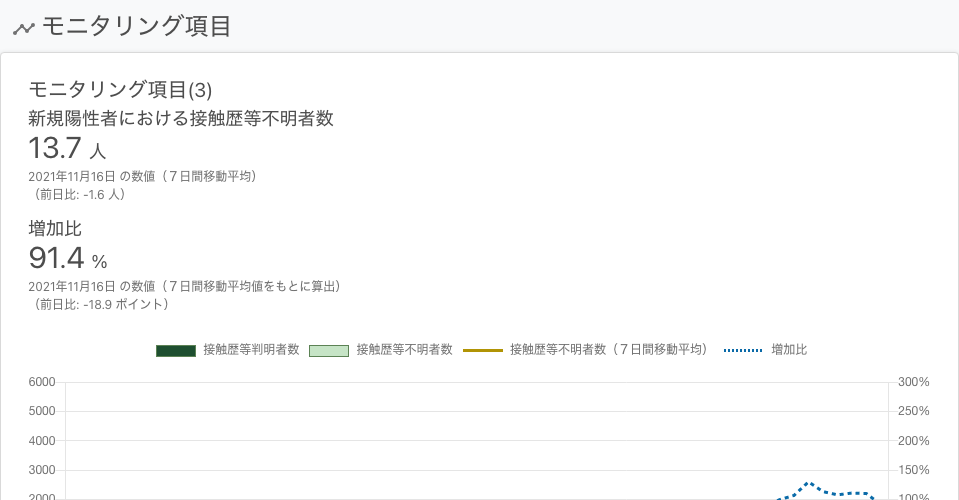 モニタリング項目
モニタリング項目(3)
新規陽性者における接触歴等不明者数
13.7 人
2021年11月16日 の数値（７日間移動平均）
（前日比: -1.6 人）
増加比
91.4 %
2021年11月16日 の数値（７日間移動平均値をもとに算出）
（前日比: -18.9 ポイント）
接触歴等判明者数 接触歴等不明者数 接触歴等不明者数（７日間移動平均） 増加比
6000 300%
5000 250%
4000 200%
3000 150%
2000 100%